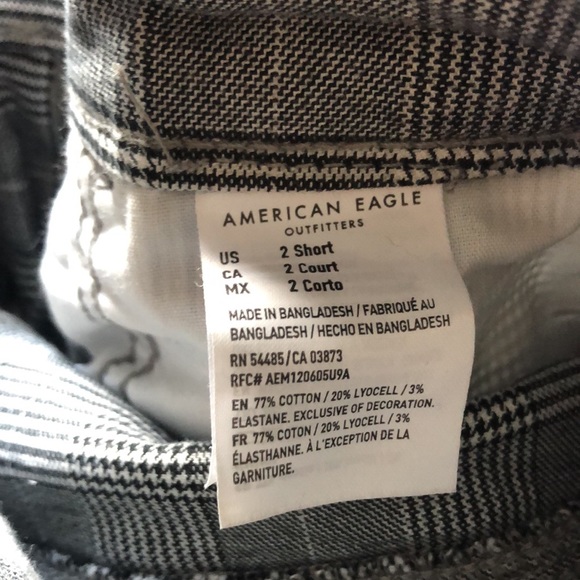 AMERICAN EAGLE
OUTFITTERS
US 2 Short
CA 2 Court
MX 2 Corto
MADE IN BANGLADESH / FABRIQUÉ AU
BANGLADESH / HECHO EN BANGLADESH
RN 54485/CA 03873
RFC# AEM120605U9A
EN 77% COTTON / 20% LYOCELL / 3%
ELASTANE. EXCLUSIVE OF DECORATION.
FR 77% COTON / 20% LYOCELL / 3%
ÉLASTHANNE. À L'EXCEPTION DE LA
GARNITURE.